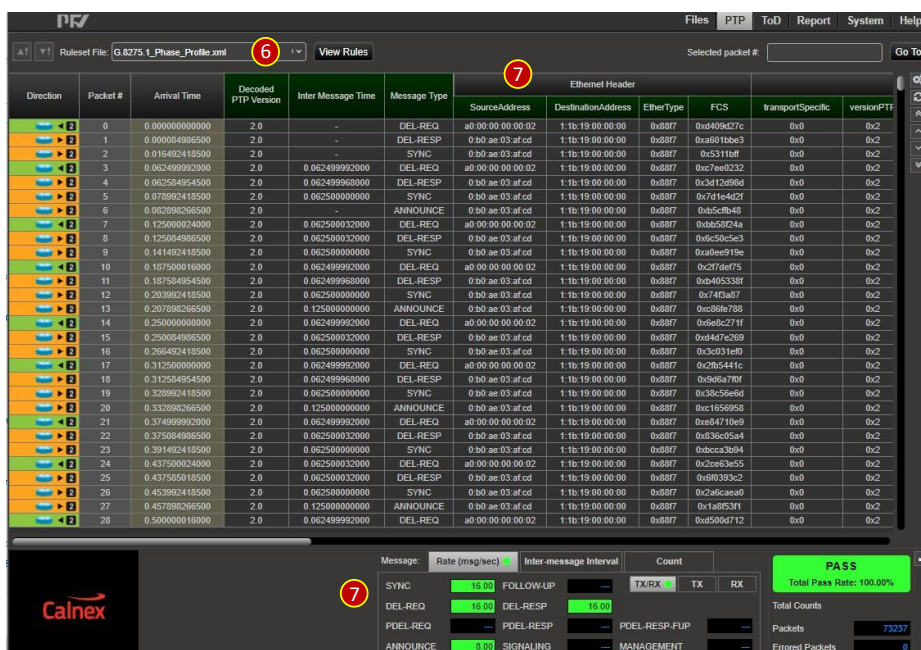 PFV
Files PTP ToD Report System Help
Ruleset File: G.8275.1_Phase_Profile.xml 6 View Rules Selected packet #: Go To
7
Direction Packet # Arrival Time Decoded PTP Version Inter Message Time Message Type Ethernet Header
SourceAddress DestinationAddress EtherType FCS transportSpecific versionPTP
2 0 0.000000000000 2.0 - DEL-REQ a0:00:00:00:00:02 1:1b:19:00:00:00 0x88f7 0xd409d27c 0x0 0x2
2 1 0.000084986500 2.0 - DEL-RESP 0:b0:ae:03:af:cd 1:1b:19:00:00:00 0x88f7 0xa601bbe3 0x0 0x2
2 2 0.016492418500 2.0 - SYNC 0:b0:ae:03:af:cd 1:1b:19:00:00:00 0x88f7 0x5311bff 0x0 0x2
2 3 0.062499992000 2.0 0.062499992000 DEL-REQ a0:00:00:00:00:02 1:1b:19:00:00:00 0x88f7 0xc7ee0232 0x0 0x2
2 4 0.062584954500 2.0 0.062499968000 DEL-RESP 0:b0:ae:03:af:cd 1:1b:19:00:00:00 0x88f7 0x3d12d98d 0x0 0x2
2 5 0.078992418500 2.0 0.062500000000 SYNC 0:b0:ae:03:af:cd 1:1b:19:00:00:00 0x88f7 0x7d1e4d2f 0x0 0x2
2 6 0.082898266500 2.0 - ANNOUNCE 0:b0:ae:03:af:cd 1:1b:19:00:00:00 0x88f7 0xb5cffb48 0x0 0x2
2 7 0.125000024000 2.0 0.062500032000 DEL-REQ a0:00:00:00:00:02 1:1b:19:00:00:00 0x88f7 0xbb58f24a 0x0 0x2
2 8 0.125084986500 2.0 0.062500032000 DEL-RESP 0:b0:ae:03:af:cd 1:1b:19:00:00:00 0x88f7 0x6c50c5e3 0x0 0x2
2 9 0.141492418500 2.0 0.062500000000 SYNC 0:b0:ae:03:af:cd 1:1b:19:00:00:00 0x88f7 0xa0ee919e 0x0 0x2
2 10 0.187500016000 2.0 0.062499992000 DEL-REQ a0:00:00:00:00:02 1:1b:19:00:00:00 0x88f7 0x2f7def75 0x0 0x2
2 11 0.187584954500 2.0 0.062499968000 DEL-RESP 0:b0:ae:03:af:cd 1:1b:19:00:00:00 0x88f7 0xb405338f 0x0 0x2
2 12 0.203992418500 2.0 0.062500000000 SYNC 0:b0:ae:03:af:cd 1:1b:19:00:00:00 0x88f7 0x74f3a87 0x0 0x2
2 13 0.207898266500 2.0 0.125000000000 ANNOUNCE 0:b0:ae:03:af:cd 1:1b:19:00:00:00 0x88f7 0xc86fe788 0x0 0x2
2 14 0.250000008000 2.0 0.062499992000 DEL-REQ a0:00:00:00:00:02 1:1b:19:00:00:00 0x88f7 0x6e8c271f 0x0 0x2
2 15 0.250084986500 2.0 0.062500032000 DEL-RESP 0:b0:ae:03:af:cd 1:1b:19:00:00:00 0x88f7 0xd4d7e269 0x0 0x2
2 16 0.266492418500 2.0 0.062500000000 SYNC 0:b0:ae:03:af:cd 1:1b:19:00:00:00 0x88f7 0x3c031ef0 0x0 0x2
2 17 0.312500000000 2.0 0.062499992000 DEL-REQ a0:00:00:00:00:02 1:1b:19:00:00:00 0x88f7 0x2fb5441c 0x0 0x2
2 18 0.312584954500 2.0 0.062499968000 DEL-RESP 0:b0:ae:03:af:cd 1:1b:19:00:00:00 0x88f7 0x9d6a7f0f 0x0 0x2
2 19 0.328992418500 2.0 0.062500000000 SYNC 0:b0:ae:03:af:cd 1:1b:19:00:00:00 0x88f7 0x38c56e6d 0x0 0x2
2 20 0.332898266500 2.0 0.125000000000 ANNOUNCE 0:b0:ae:03:af:cd 1:1b:19:00:00:00 0x88f7 0xc1656958 0x0 0x2
2 21 0.374999992000 2.0 0.062499992000 DEL-REQ a0:00:00:00:00:02 1:1b:19:00:00:00 0x88f7 0xe84710e9 0x0 0x2
2 22 0.375084986500 2.0 0.062500032000 DEL-RESP 0:b0:ae:03:af:cd 1:1b:19:00:00:00 0x88f7 0x836c05a4 0x0 0x2
2 23 0.391492418500 2.0 0.062500000000 SYNC 0:b0:ae:03:af:cd 1:1b:19:00:00:00 0x88f7 0xbcca3b94 0x0 0x2
2 24 0.437500024000 2.0 0.062500032000 DEL-REQ a0:00:00:00:00:02 1:1b:19:00:00:00 0x88f7 0x2ce63e55 0x0 0x2
2 25 0.437585018500 2.0 0.062500032000 DEL-RESP 0:b0:ae:03:af:cd 1:1b:19:00:00:00 0x88f7 0x6f0393c2 0x0 0x2
2 26 0.453992418500 2.0 0.062500000000 SYNC 0:b0:ae:03:af:cd 1:1b:19:00:00:00 0x88f7 0x2a6caea0 0x0 0x2
2 27 0.457898266500 2.0 0.125000000000 ANNOUNCE 0:b0:ae:03:af:cd 1:1b:19:00:00:00 0x88f7 0x1a8f53f1 0x0 0x2
2 28 0.500000016000 2.0 0.062499992000 DEL-REQ a0:00:00:00:00:02 1:1b:19:00:00:00 0x88f7 0xd500d712 0x0 0x2
Message: Rate (msg/sec) Inter-message Interval Count
7
SYNC 16.00 FOLLOW-UP --- TX/RX TX RX
DEL-REQ 16.00 DEL-RESP 16.00
PDEL-REQ --- PDEL-RESP --- PDEL-RESP-FUP ---
ANNOUNCE 8.00 SIGNALING --- MANAGEMENT ---
Calnex
PASS
Total Pass Rate: 100.00%
Total Counts
Packets 73237
Errored Packets 0